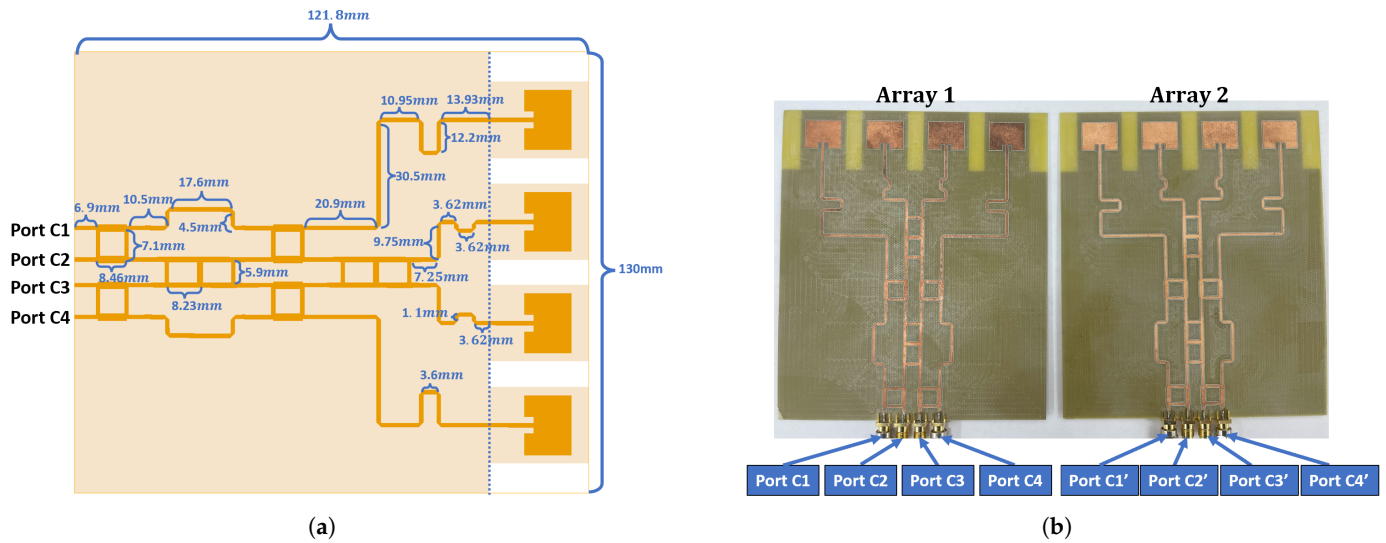 121.8mm
10.95mm
13.93mm
12.2mm
30.5mm
17.6mm
10.5mm
6.9mm
4.5mm
20.9mm
3.62mm
Port C1
7.1mm
9.75mm
3.62mm
Port C2
8.46mm
5.9mm
7.25mm
130mm
Port C3
8.23mm
Port C4
1.1mm
3.62mm
3.6mm
(a)
Array 1
Array 2
Port C1
Port C2
Port C3
Port C4
Port C1’
Port C2’
Port C3’
Port C4’
(b)